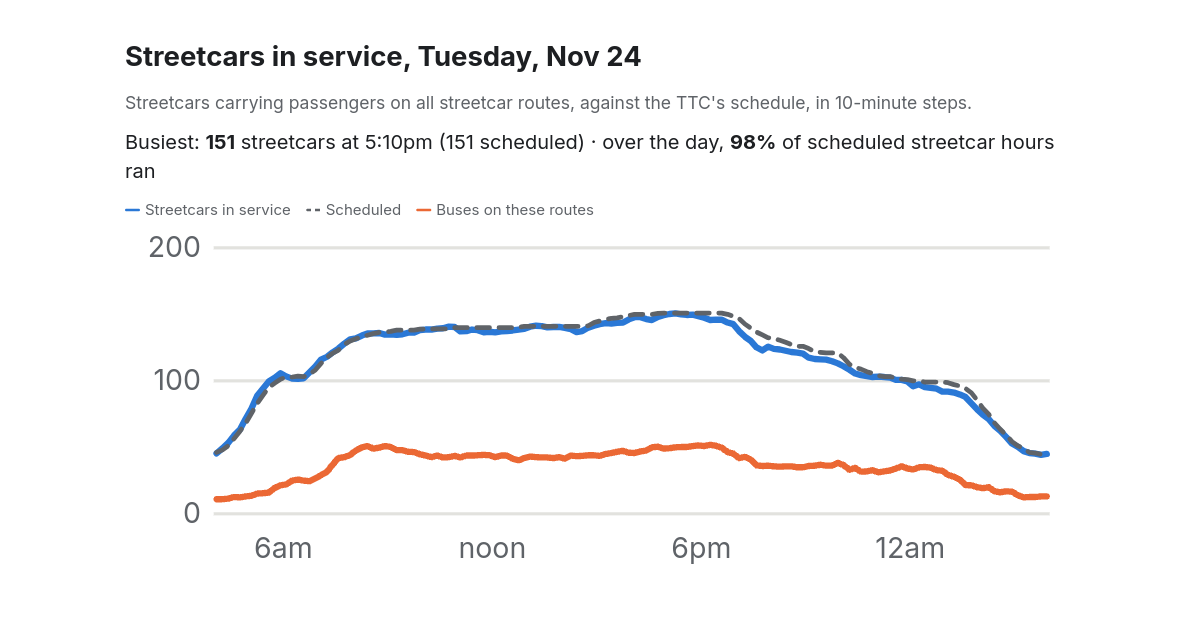 Streetcars in service, Tuesday, Nov 24
Streetcars carrying passengers on all streetcar routes, against the TTC's schedule, in 10-minute steps.
Busiest: 151 streetcars at 5:10pm (151 scheduled) · over the day, 98% of scheduled streetcar hours
ran
Streetcars in service Scheduled Buses on these routes
200
100
0
6am noon 6pm 12am